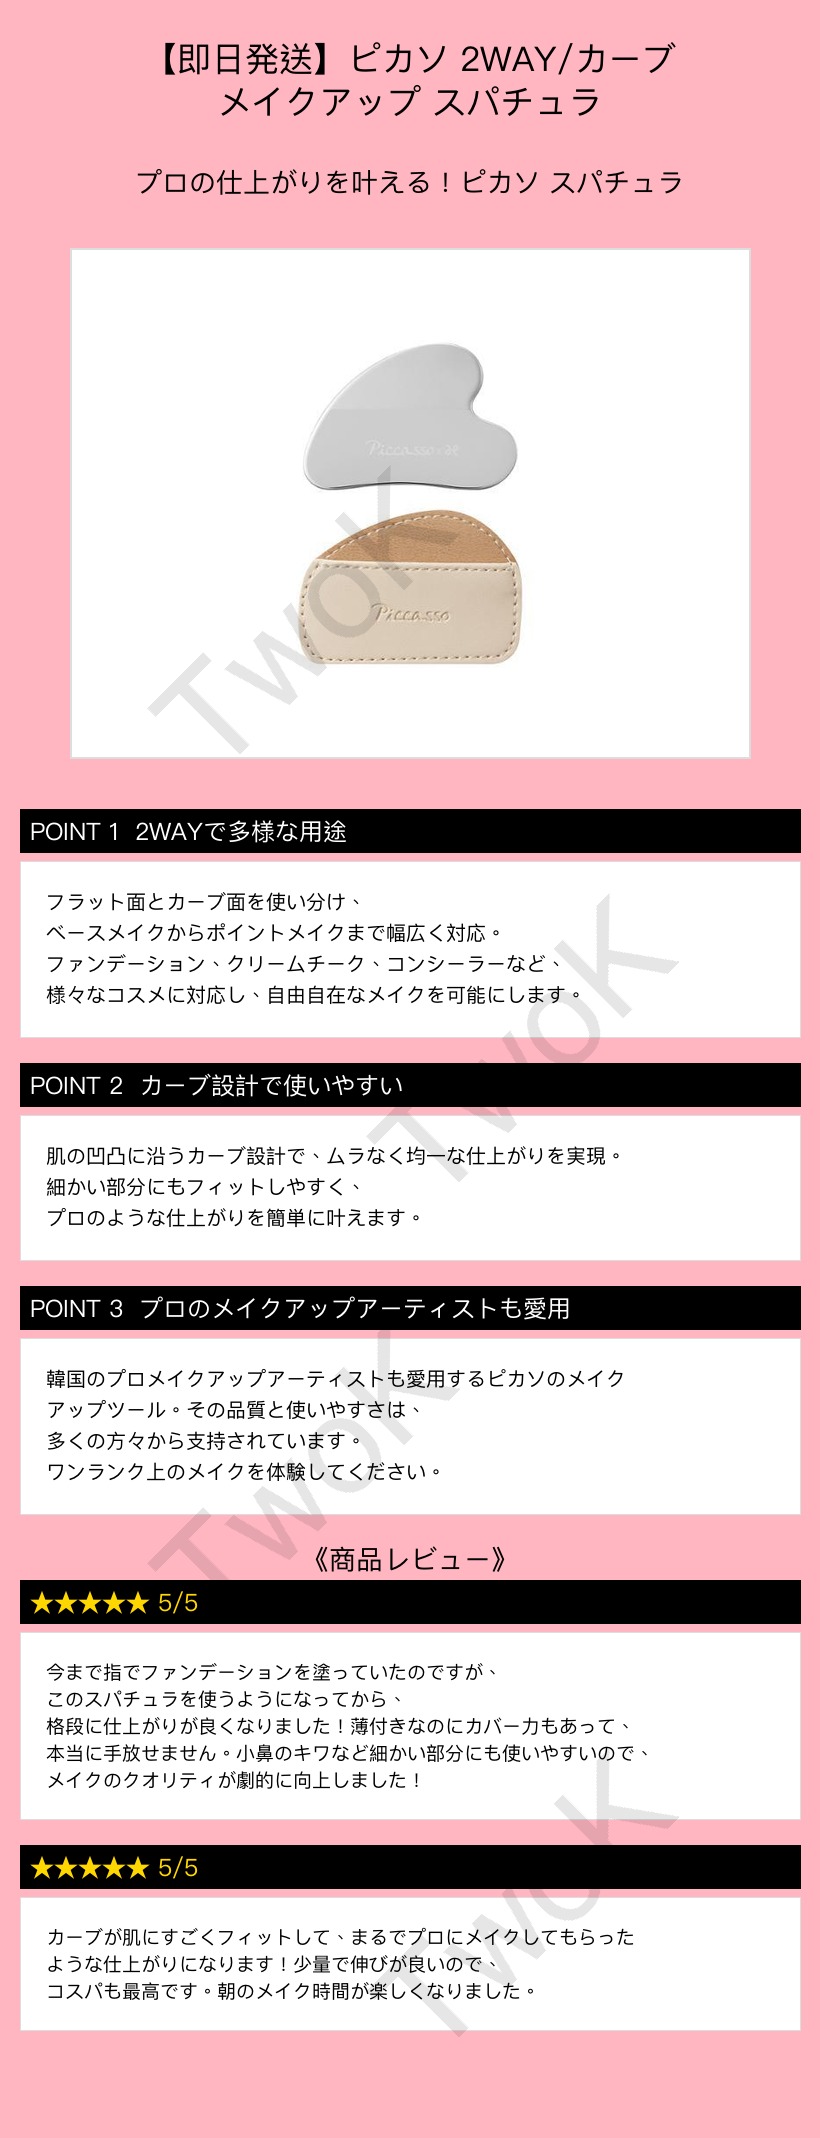 【即日発送】ピカソ 2WAY/カーブ
メイクアップ スパチュラ
プロの仕上がりを叶える！ピカソ スパチュラ
Piccasso
Piccasso
TwoK
POINT 1 2WAYで多様な用途
フラット面とカーブ面を使い分け、
ベースメイクからポイントメイクまで幅広く対応。
ファンデーション、クリームチーク、コンシーラーなど、
様々なコスメに対応し、自由自在なメイクを可能にします。
TwoK
POINT 2 カーブ設計で使いやすい
肌の凹凸に沿うカーブ設計で、ムラなく均一な仕上がりを実現。
細かい部分にもフィットしやすく、
プロのような仕上がりを簡単に叶えます。
POINT 3 プロのメイクアップアーティストも愛用
韓国のプロメイクアップアーティストも愛用するピカソのメイク
アップツール。その品質と使いやすさは、
多くの方々から支持されています。
ワンランク上のメイクを体験してください。
TwoK
《商品レビュー》
★★★★★ 5/5
今まで指でファンデーションを塗っていたのですが、
このスパチュラを使うようになってから、
格段に仕上がりが良くなりました！薄付きなのにカバー力もあって、
本当に手放せません。小鼻のキワなど細かい部分にも使いやすいので、
メイクのクオリティが劇的に向上しました！
★★★★★ 5/5
カーブが肌にすごくフィットして、まるでプロにメイクしてもらった
ような仕上がりになります！少量で伸びが良いので、
コスパも最高です。朝のメイク時間が楽しくなりました。
TwoK